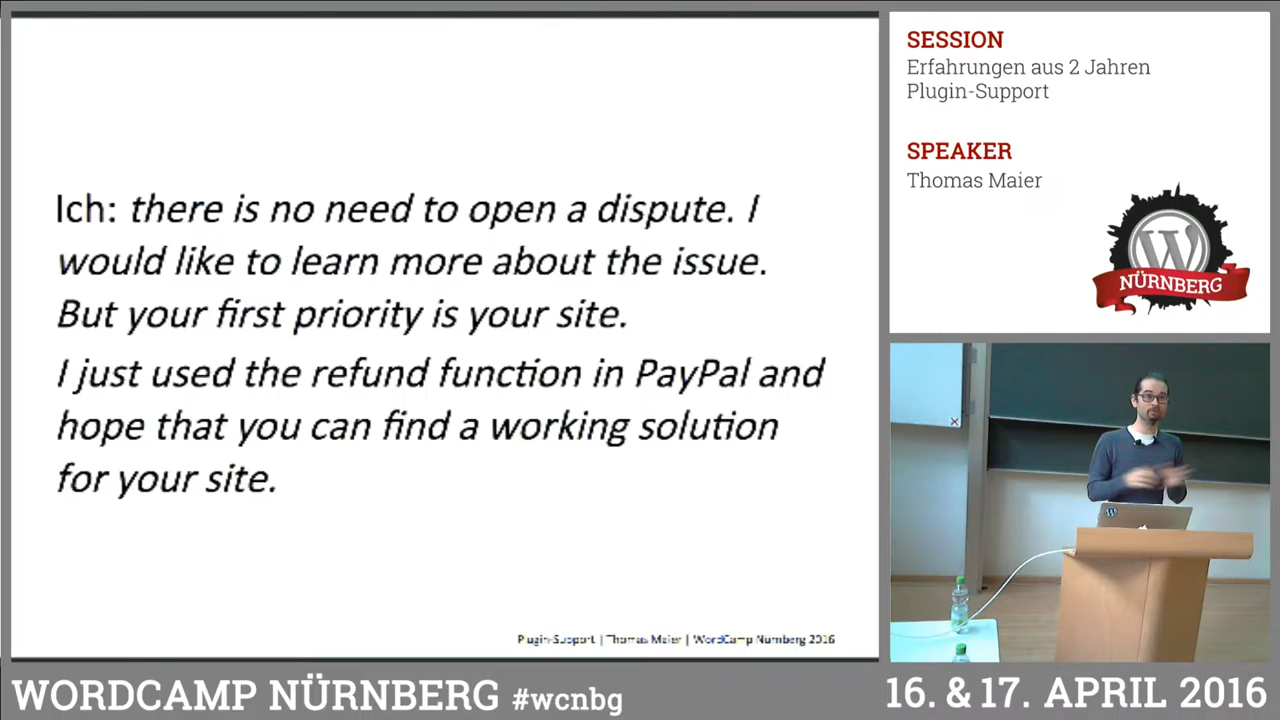 Ich: there is no need to open a dispute. I
would like to learn more about the issue.
But your first priority is your site.
I just used the refund function in PayPal and
hope that you can find a working solution
for your site.
Plugin-Support | Thomas Maier | WordCamp Nürnberg 2016
SESSION
Erfahrungen aus 2 Jahren
Plugin-Support
SPEAKER
Thomas Maier
W
NÜRNBERG
WORDCAMP NÜRNBERG #wcnbg
16. & 17. APRIL 2016